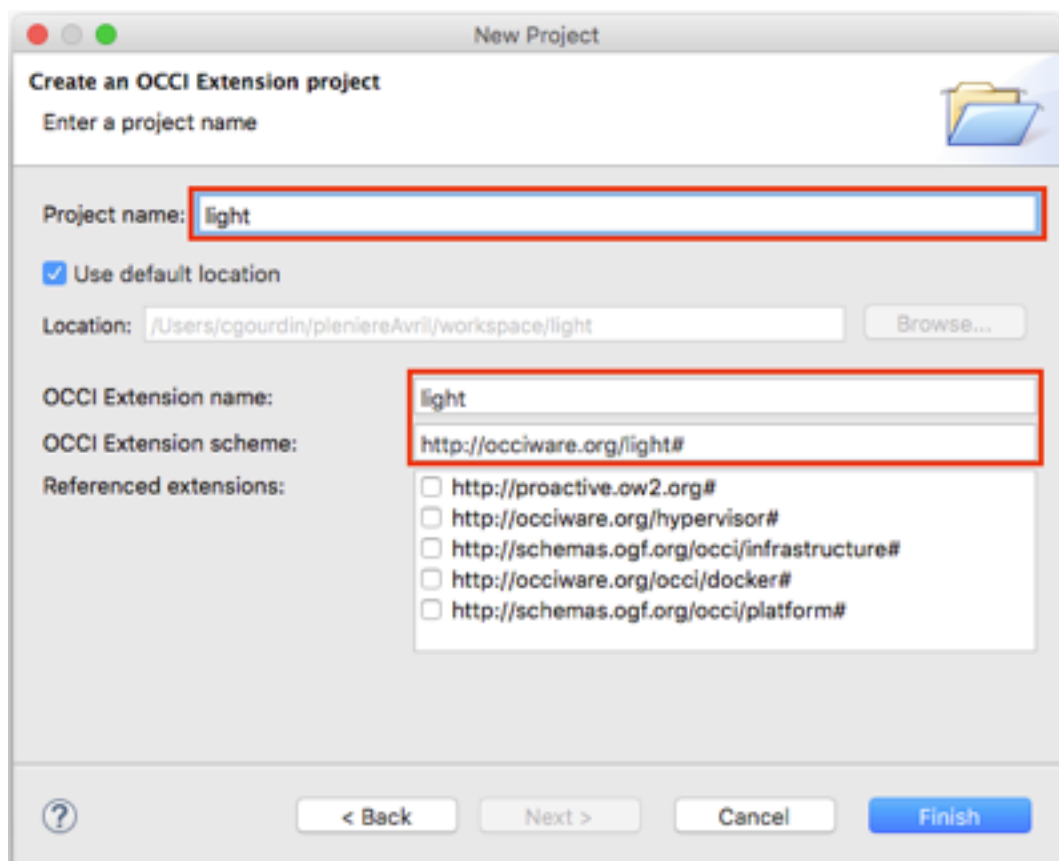 New Project
Create an OCCI Extension project
Enter a project name
Project name: light
Use default location
Location: /Users/cgourdin/pleniereAvril/workspace/light Browse...
OCCI Extension name: light
OCCI Extension scheme: http://occiware.org/light#
Referenced extensions: http://proactive.ow2.org#
http://occiware.org/hypervisor#
http://schemas.ogf.org/occi/infrastructure#
http://occiware.org/occi/docker#
http://schemas.ogf.org/occi/platform#
? < Back Next > Cancel Finish